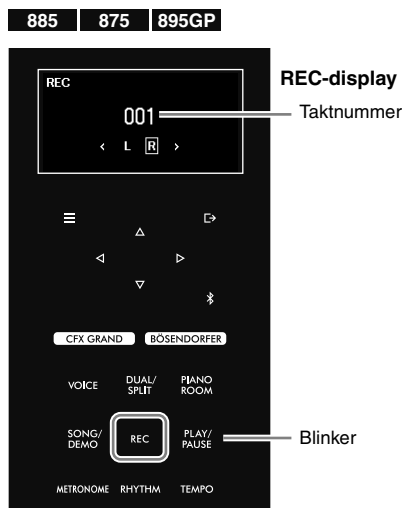 885 875 895GP
REC-display
REC
001
Taktnummer
< L R >
CFX GRAND BÖSENDORFER
VOICE DUAL/SPLIT PIANO ROOM
SONG/DEMO REC PLAY/PAUSE
Blinker
METRONOME RHYTHM TEMPO